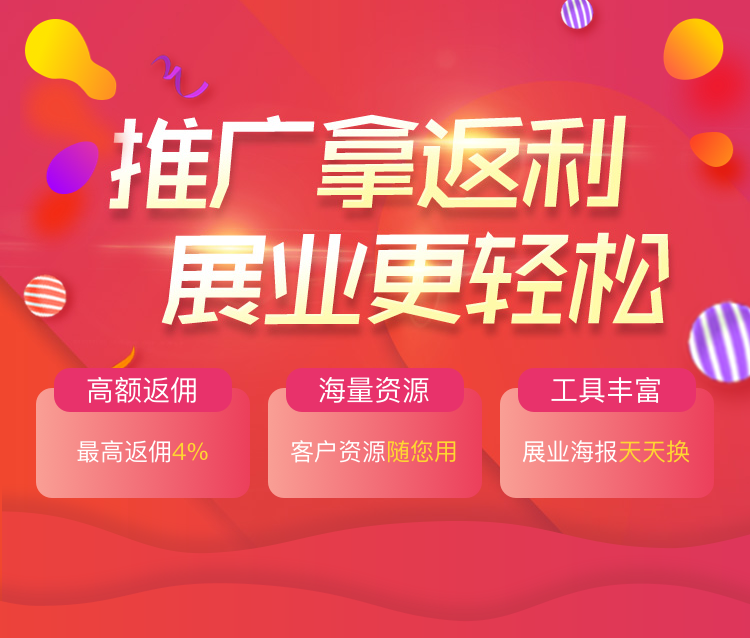 推广拿返利
展业更轻松
高额返佣
最高返佣4%
海量资源
客户资源随您用
工具丰富
展业海报天天换